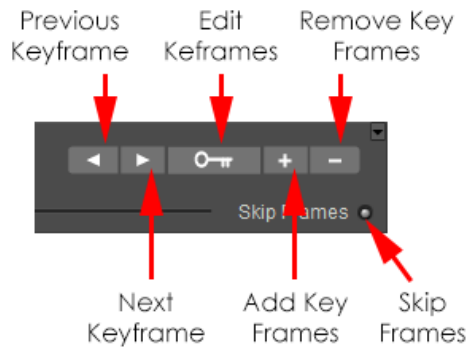 Previous
Keyframe
Edit
Keframes
Remove Key
Frames
Skip Frames
Next
Keyframe
Add Key
Frames
Skip
Frames